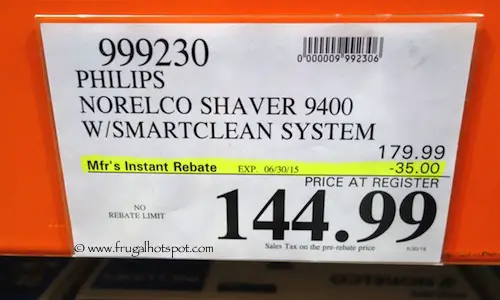 999230
0000009 992306
PHILIPS
NORELCO SHAVER 9400
W/SMARTCLEAN SYSTEM
179.99
Mfr's Instant Rebate EXP. 06/30/15 -35.00
PRICE AT REGISTER
NO
REBATE LIMIT
144.99
© www.frugalhotspot.com
Sales Tax on the pre-rebate price